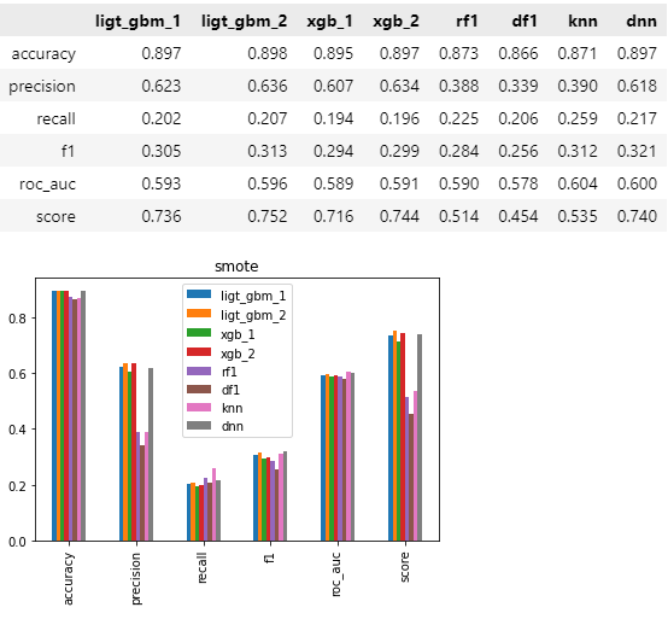 ligt_gbm_1 ligt_gbm_2 xgb_1 xgb_2 rf1 df1 knn dnn
accuracy 0.897 0.898 0.895 0.897 0.873 0.866 0.871 0.897
precision 0.623 0.636 0.607 0.634 0.388 0.339 0.390 0.618
recall 0.202 0.207 0.194 0.196 0.225 0.206 0.259 0.217
f1 0.305 0.313 0.294 0.299 0.284 0.256 0.312 0.321
roc_auc 0.593 0.596 0.589 0.591 0.590 0.578 0.604 0.600
score 0.736 0.752 0.716 0.744 0.514 0.454 0.535 0.740
smote
ligt_gbm_1
ligt_gbm_2
xgb_1
xgb_2
rf1
df1
knn
dnn
0.8
0.6
0.4
0.2
0.0
accuracy
precision
recall
f1
roc_auc
score